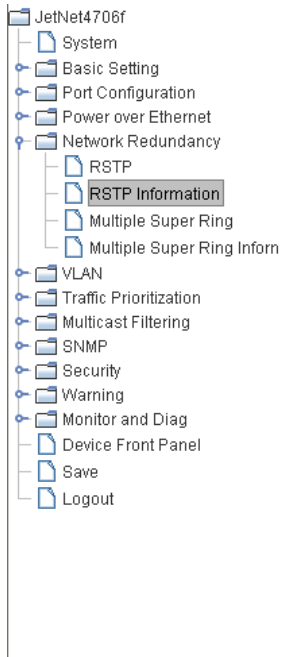 JetNet4706f
System
Basic Setting
Port Configuration
Power over Ethernet
Network Redundancy
RSTP
RSTP Information
Multiple Super Ring
Multiple Super Ring Inforn
VLAN
Traffic Prioritization
Multicast Filtering
SNMP
Security
Warning
Monitor and Diag
Device Front Panel
Save
Logout